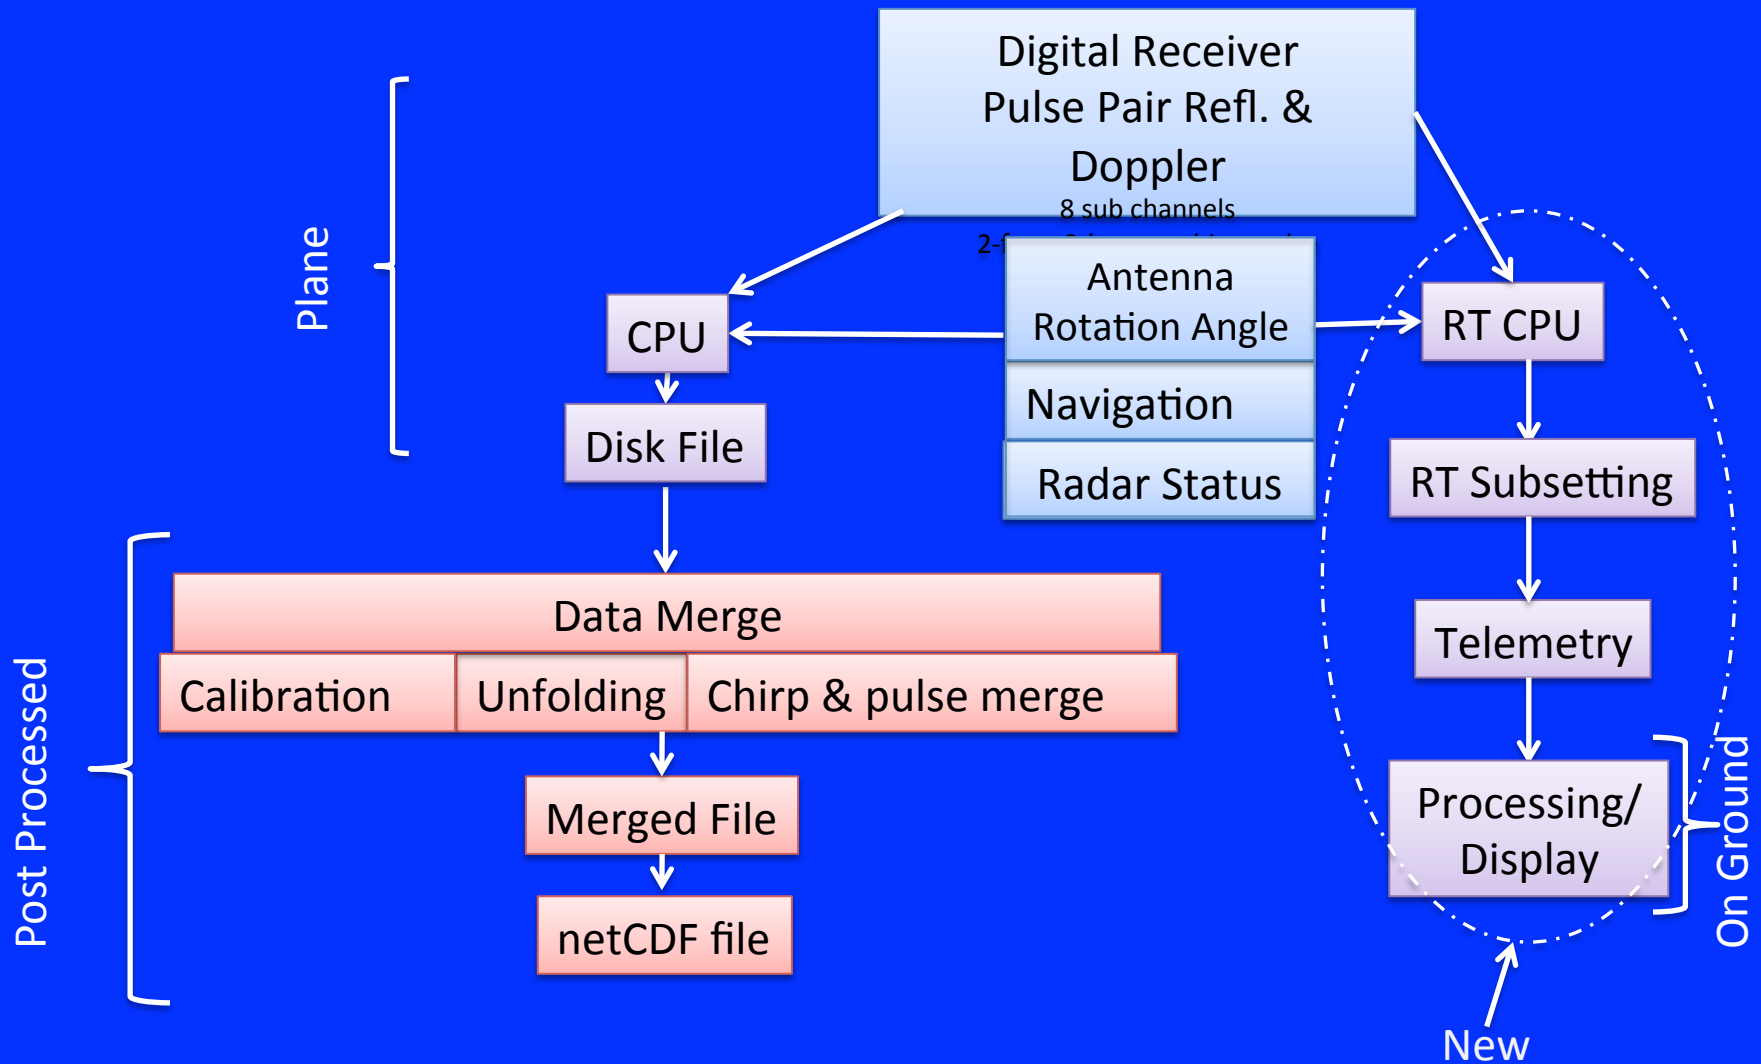 Digital Receiver
Pulse Pair Refl. &
Doppler
8 sub channels
2-
Plane
Antenna
Rotation Angle
CPU
RT CPU
Navigation
Disk File
Radar Status
RT Subsetting
Data Merge
Telemetry
Calibration
Unfolding
Chirp & pulse merge
Post Processed
Merged File
Processing/
Display
On Ground
netCDF file
New